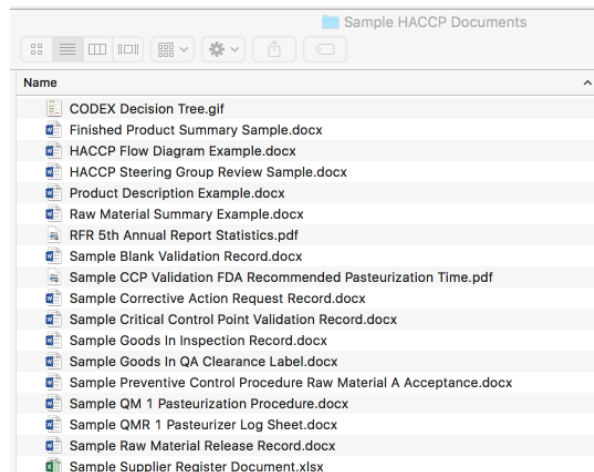 Sample HACCP Documents
Name
CODEX Decision Tree.gif
Finished Product Summary Sample.docx
HACCP Flow Diagram Example.docx
HACCP Steering Group Review Sample.docx
Product Description Example.docx
Raw Material Summary Example.docx
RFR 5th Annual Report Statistics.pdf
Sample Blank Validation Record.docx
Sample CCP Validation FDA Recommended Pasteurization Time.pdf
Sample Corrective Action Request Record.docx
Sample Critical Control Point Validation Record.docx
Sample Goods In Inspection Record.docx
Sample Goods In QA Clearance Label.docx
Sample Preventive Control Procedure Raw Material A Acceptance.docx
Sample QM 1 Pasteurization Procedure.docx
Sample QMR 1 Pasteurizer Log Sheet.docx
Sample Raw Material Release Record.docx
Sample Supplier Register Document.xlsx